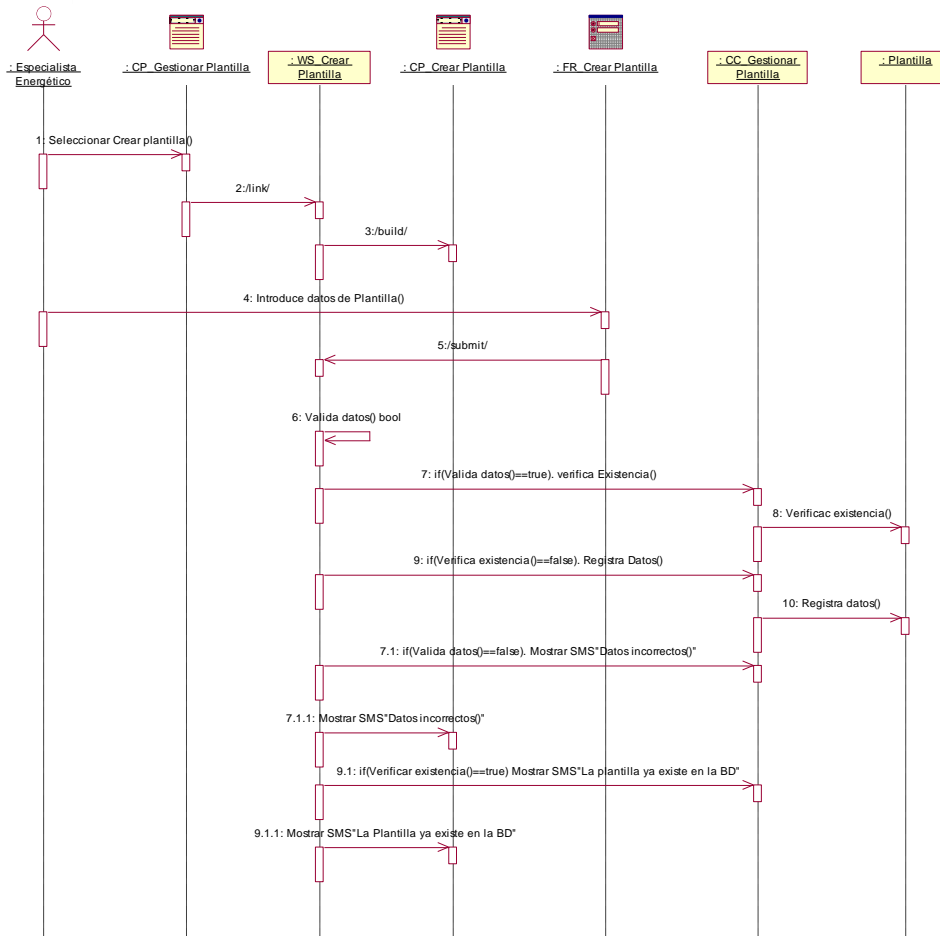 : Especialista
Energético
: CP_Gestionar Plantilla
: WS_Crear
Plantilla
: CP_Crear Plantilla
: FR_Crear Plantilla
: CC_Gestionar
Plantilla
: Plantilla
1: Seleccionar Crear plantilla()
2:/link/
3:/build/
4: Introduce datos de Plantilla()
5:/submit/
6: Valida datos() bool
7: if(Valida datos()==true). verifica Existencia()
8: Verificac existencia()
9: if(Verifica existencia()==false). Registra Datos()
10: Registra datos()
7.1: if(Valida datos()==false). Mostrar SMS"Datos incorrectos()"
7.1.1: Mostrar SMS"Datos incorrectos()"
9.1: if(Verificar existencia()==true) Mostrar SMS"La plantilla ya existe en la BD"
9.1.1: Mostrar SMS"La Plantilla ya existe en la BD"